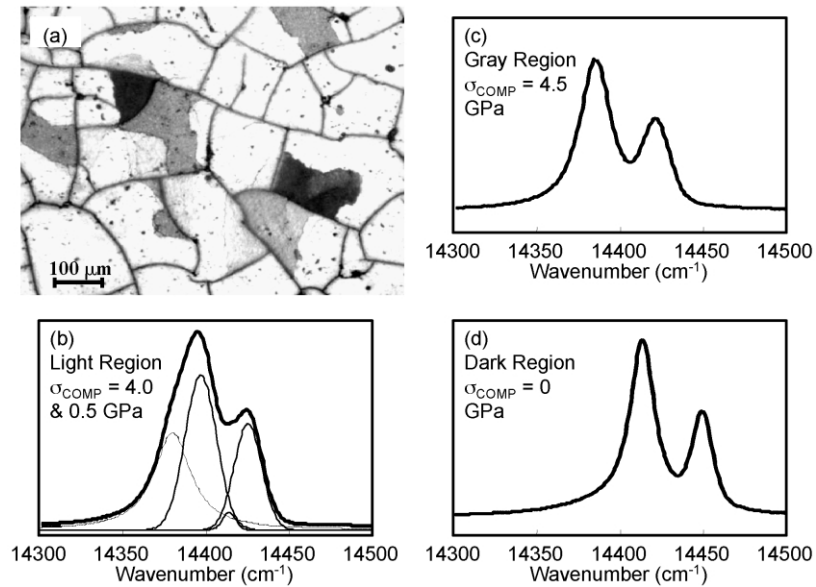 (a)
100 μm
(b)
Light Region
σCOMP = 4.0
& 0.5 GPa
14300 14350 14400 14450 14500
Wavenumber (cm-1)
(c)
Gray Region
σCOMP = 4.5
GPa
14300 14350 14400 14450 14500
Wavenumber (cm-1)
(d)
Dark Region
σCOMP = 0
GPa
14300 14350 14400 14450 14500
Wavenumber (cm-1)